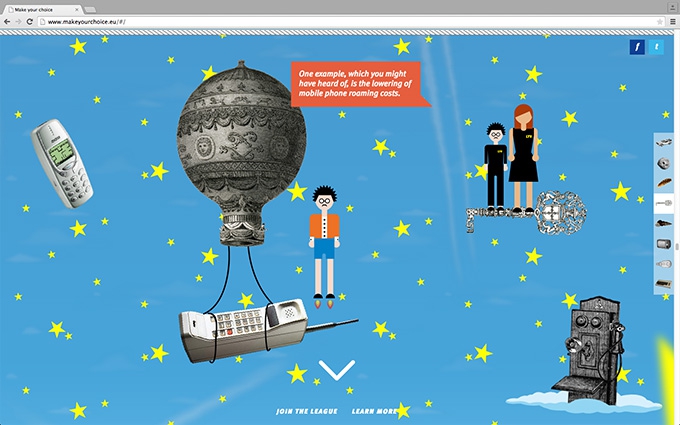 Make your choice
www.makeyourchoice.eu/#/
f t
One example, which you might
have heard of, is the lowering of
mobile phone roaming costs.
JOIN THE LEAGUE LEARN MORE